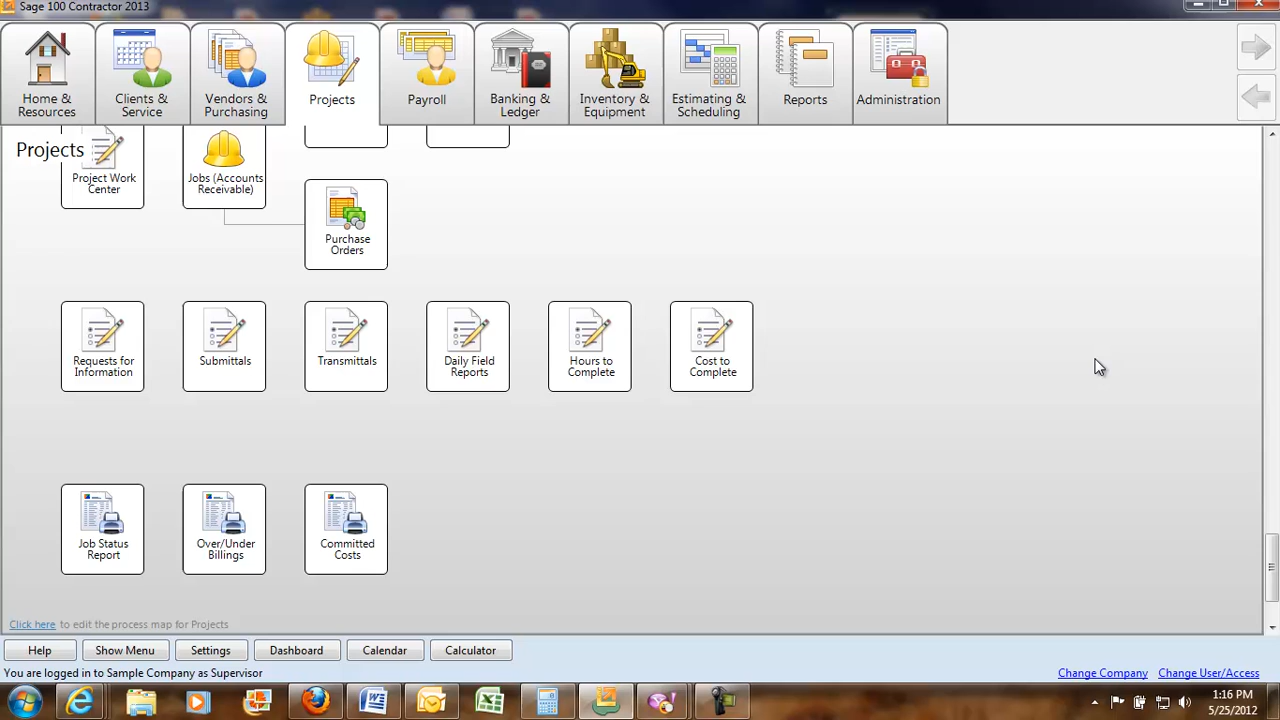 Sage 100 Contractor 2013
Home &
Resources
Clients &
Service
Vendors &
Purchasing
Projects
Payroll
Banking &
Ledger
Inventory &
Equipment
Estimating &
Scheduling
Reports
Administration
Projects
Project Work
Center
Jobs (Accounts
Receivable)
Purchase
Orders
Requests for
Information
Submittals
Transmittals
Daily Field
Reports
Hours to
Complete
Cost to
Complete
Job Status
Report
Over/Under
Billings
Committed
Costs
Click here to edit the process map for Projects
Help
Show Menu
Settings
Dashboard
Calendar
Calculator
You are logged in to Sample Company as Supervisor
Change Company
Change User/Access
1:16 PM
5/25/2012